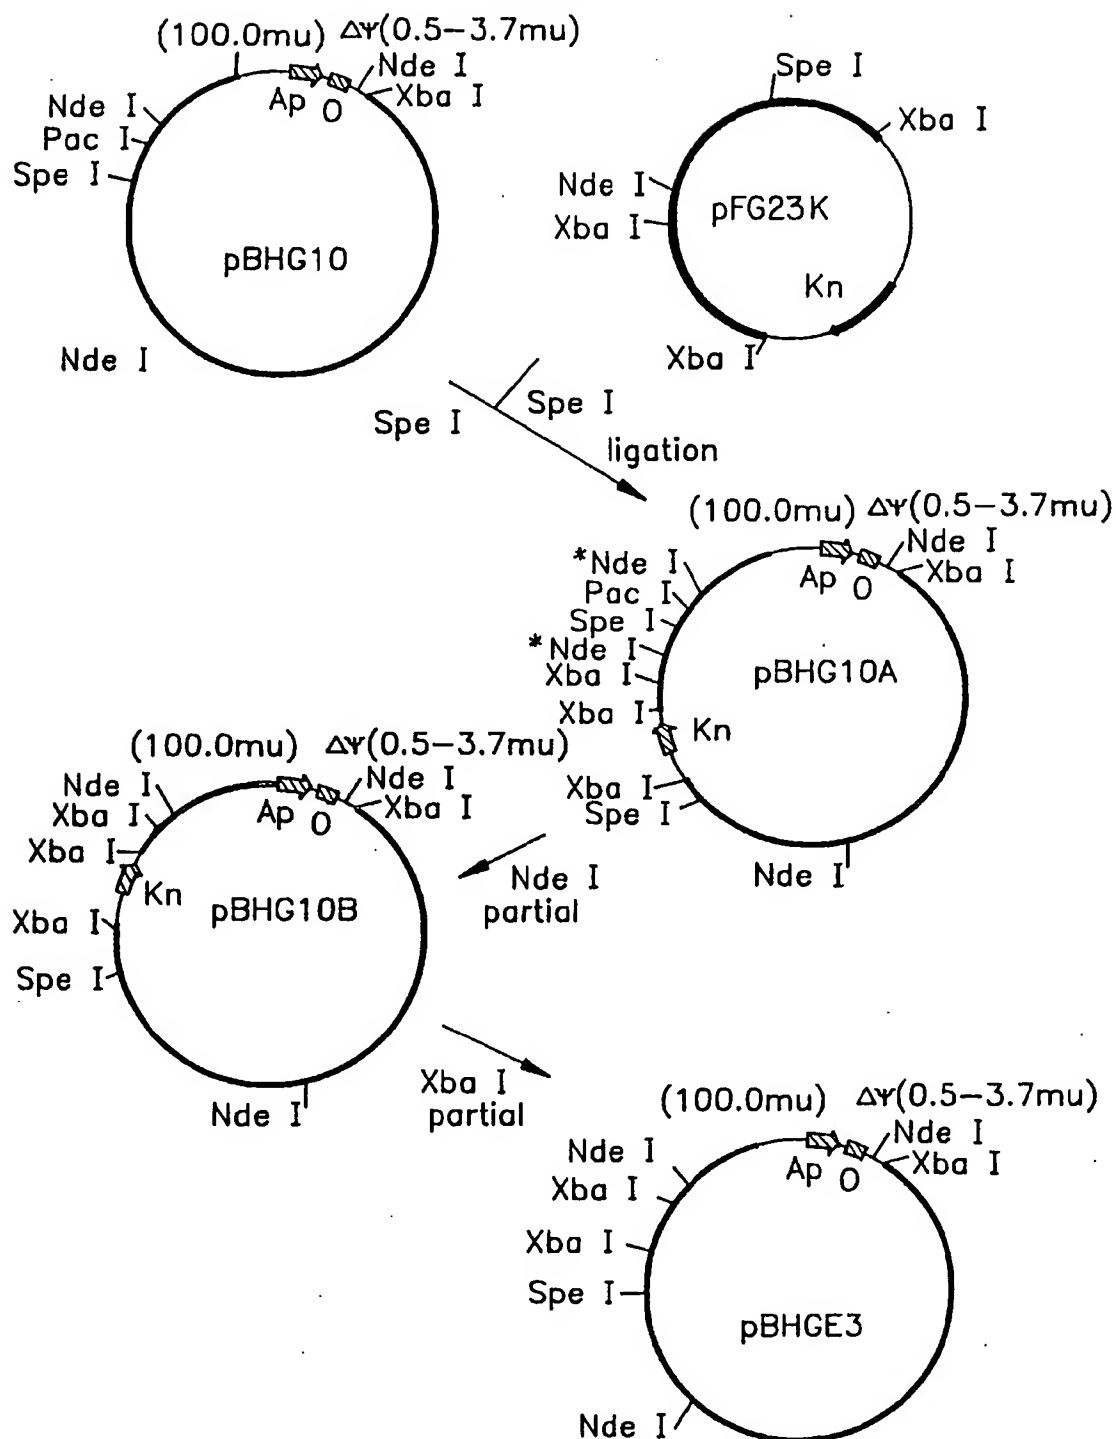 (100.0mu) ΔΨ(0.5–3.7mu)
Nde I
Xba I
Ap O
Nde I
Pac I
Spe I
pBHG10
Nde I
Spe I
Xba I
Nde I
Xba I
pFG23K
Kn
Xba I
Spe I
Spe I
ligation
(100.0mu) ΔΨ(0.5–3.7mu)
*Nde I
Pac I
Spe I
*Nde I
Xba I
Xba I
Kn
Xba I
Spe I
Ap O
Nde I
Xba I
pBHG10A
Nde I
Nde I
partial
(100.0mu) ΔΨ(0.5–3.7mu)
Nde I
Xba I
Xba I
Kn
Xba I
Spe I
Ap O
Nde I
Xba I
pBHG10B
Nde I
Xba I
partial
(100.0mu) ΔΨ(0.5–3.7mu)
Nde I
Xba I
Xba I
Spe I
Ap O
Nde I
Xba I
pBHGE3
Nde I